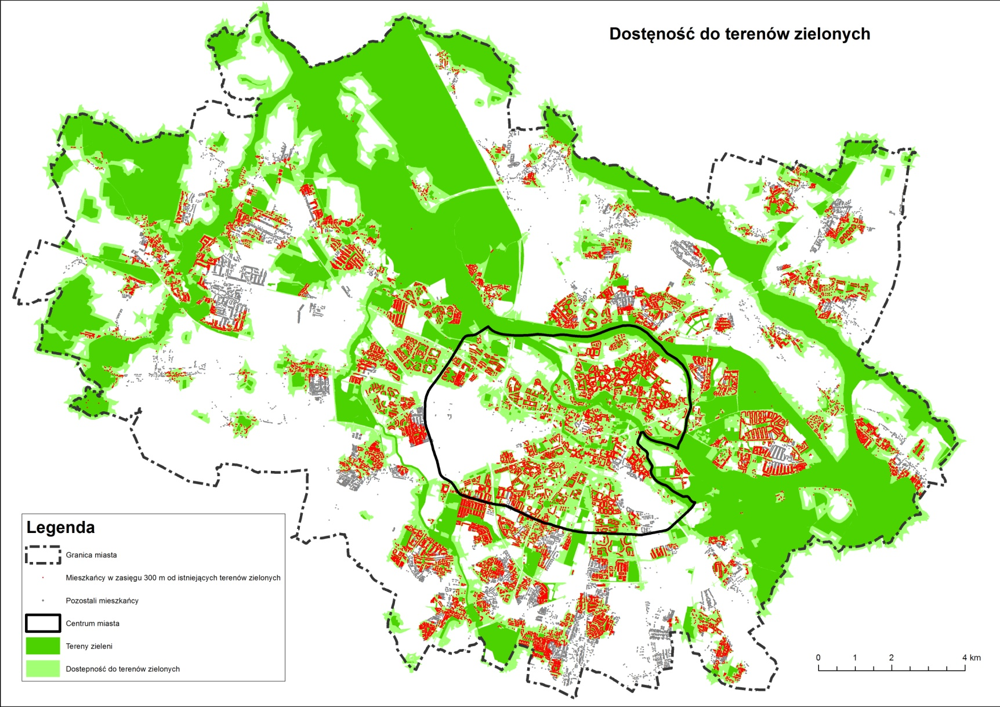 Dostęność do terenów zielonych
Legenda
Granica miasta
Mieszkańcy w zasięgu 300 m od istniejących terenów zielonych
Pozostali mieszkańcy
Centrum miasta
Tereny zieleni
Dostepność do terenów zielonych
0 1 2 4 km